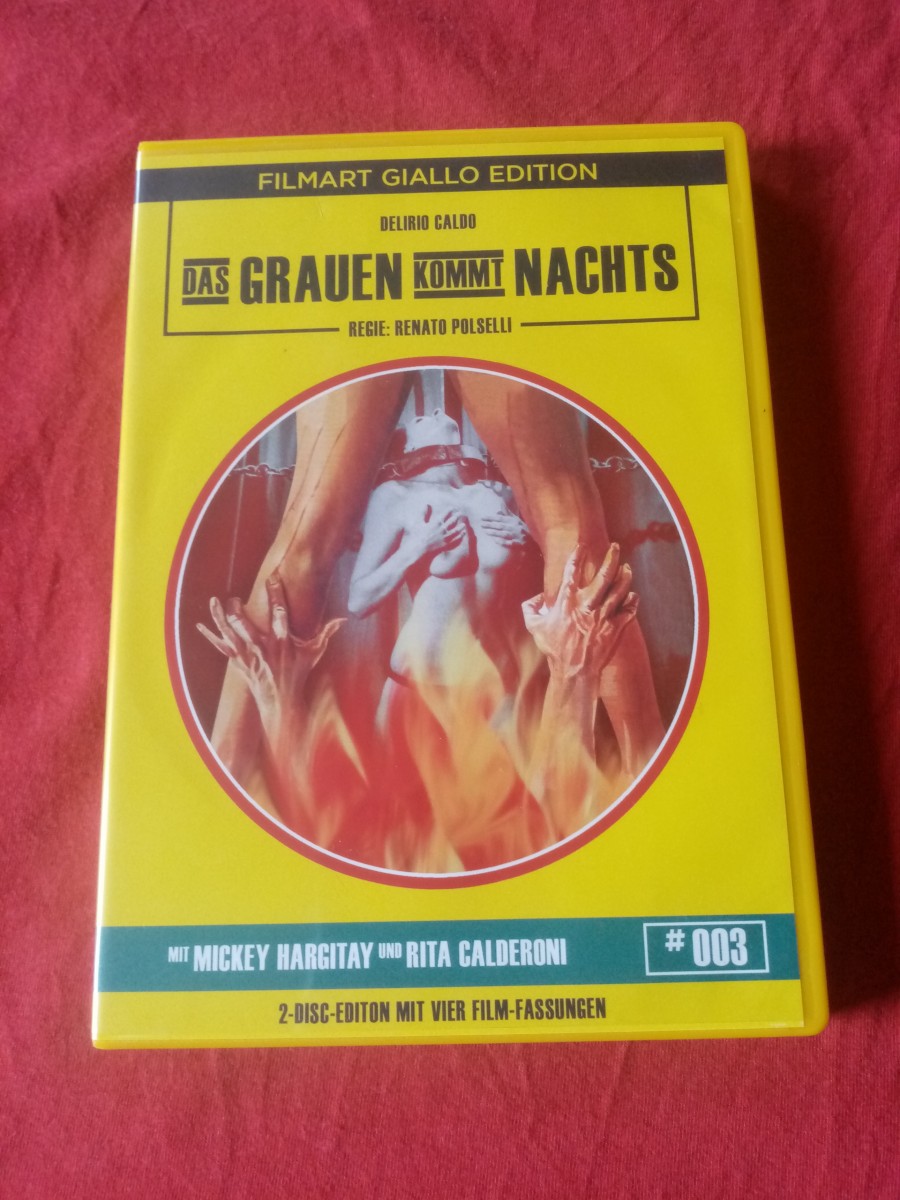 FILMART GIALLO EDITION
DELIRIO CALDO
DAS GRAUEN KOMMT NACHTS
REGIE: RENATO POLSELLI
MIT MICKEY HARGITAY UND RITA CALDERONI
# 003
2-DISC-EDITON MIT VIER FILM-FASSUNGEN